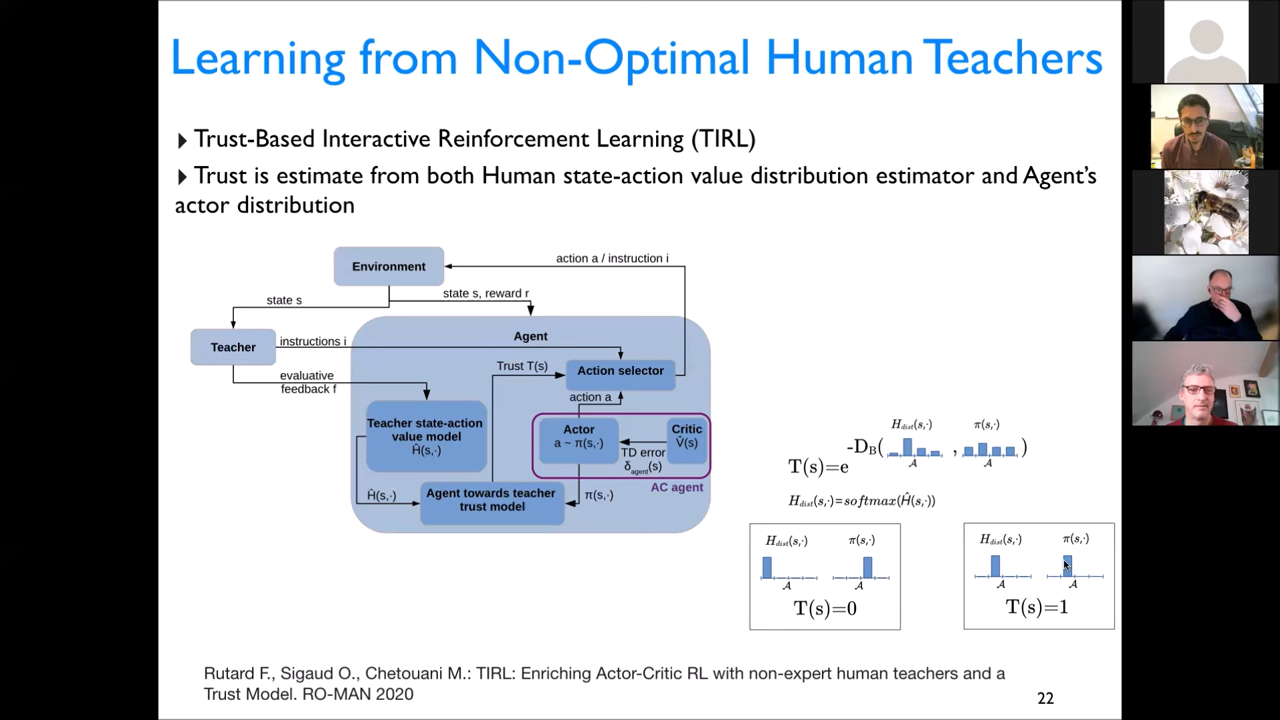 Learning from Non-Optimal Human Teachers
Trust-Based Interactive Reinforcement Learning (TIRL)
Trust is estimate from both Human state-action value distribution estimator and Agent's
actor distribution
Environment
action a / instruction i
state s
state s, reward r
Teacher
instructions i
Agent
evaluative
feedback f
Trust T(s)
Action selector
action a
Teacher state-action
value model
Ĥ(s,·)
Actor
a ~ π(s,·)
Critic
V̂(s)
TD error
δagent(s)
AC agent
Ĥ(s,·)
Agent towards teacher
trust model
π(s,·)
Hdist(s,·) π(s,·)
T(s)=e -DB( , )
A A
Hdist(s,·)=softmax(Ĥ(s,·))
Hdist(s,·) π(s,·)
A A
T(s)=0
Hdist(s,·) π(s,·)
A A
T(s)=1
Rutard F., Sigaud O., Chetouani M.: TIRL: Enriching Actor-Critic RL with non-expert human teachers and a
Trust Model. RO-MAN 2020
22